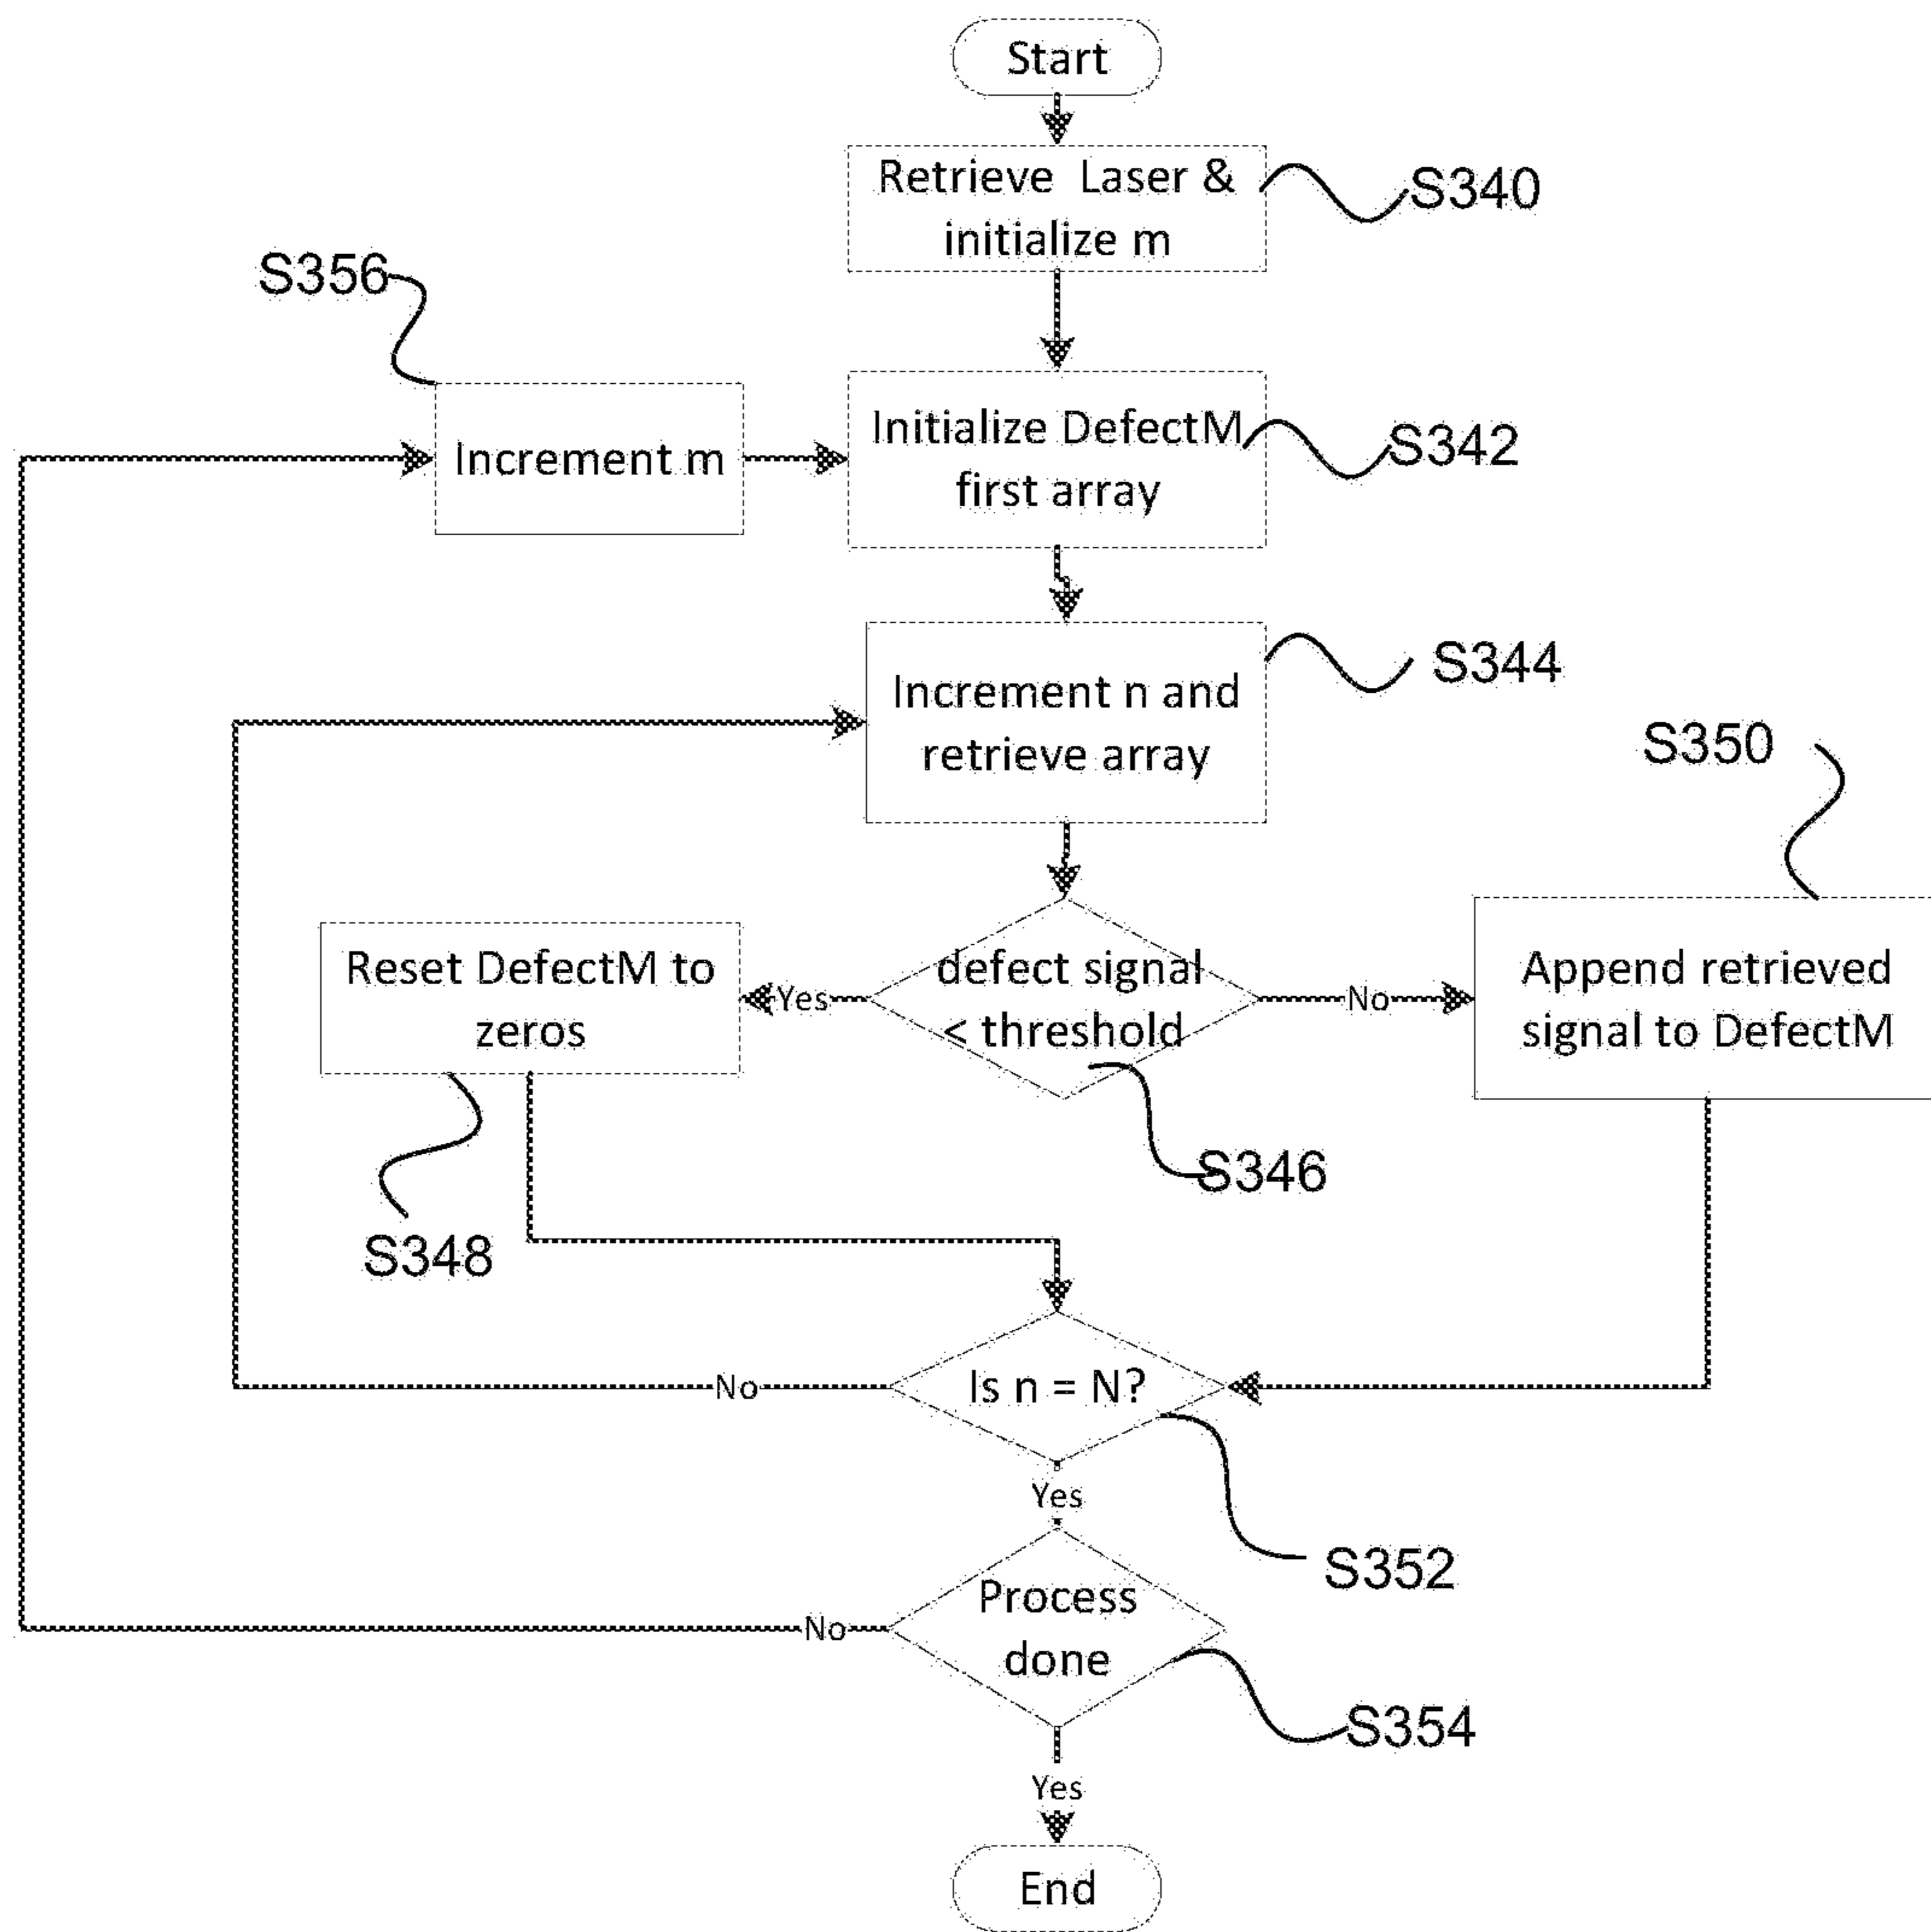 Start
Retrieve Laser &
initialize m
S340
S356
Increment m
Initialize DefectM
first array
S342
Increment n and
retrieve array
S344
S350
Reset DefectM to
zeros
Yes
defect signal
< threshold
No
Append retrieved
signal to DefectM
S346
S348
No
Is n = N?
Yes
S352
No
Process
done
S354
Yes
End